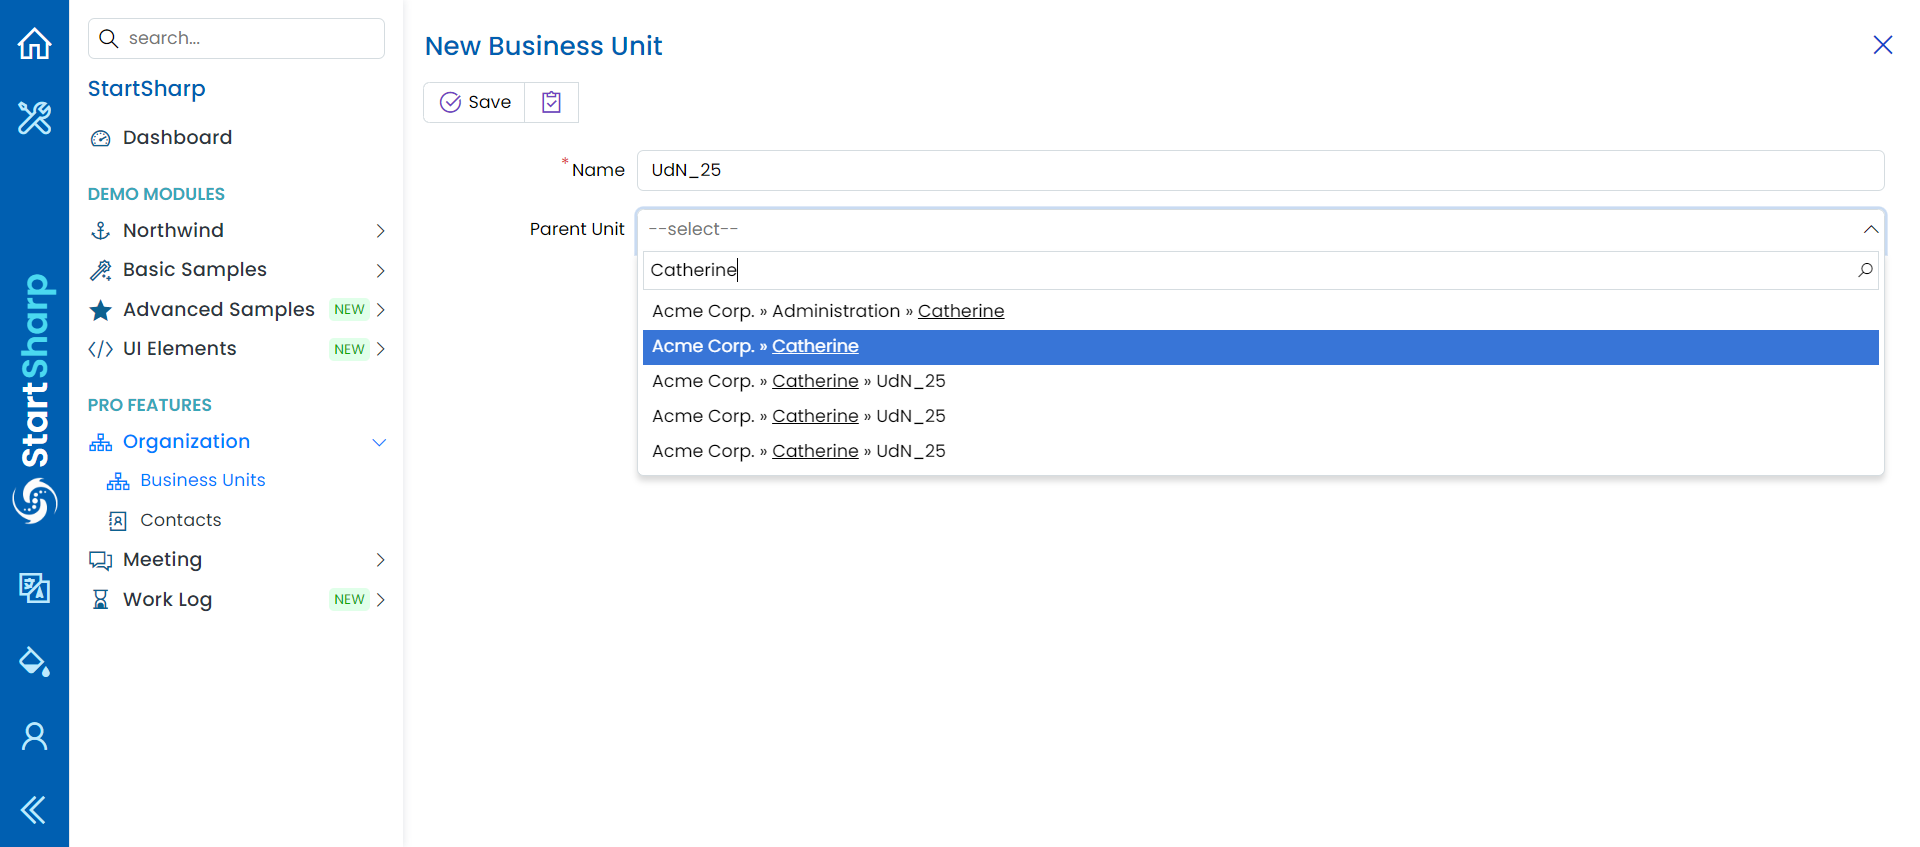 StartSharp
search...
StartSharp
Dashboard
DEMO MODULES
Northwind
Basic Samples
Advanced Samples NEW
UI Elements NEW
PRO FEATURES
Organization
Business Units
Contacts
Meeting
Work Log NEW
New Business Unit
Save
* Name UdN_25
Parent Unit --select--
Catherine
Acme Corp. » Administration » Catherine
Acme Corp. » Catherine
Acme Corp. » Catherine » UdN_25
Acme Corp. » Catherine » UdN_25
Acme Corp. » Catherine » UdN_25